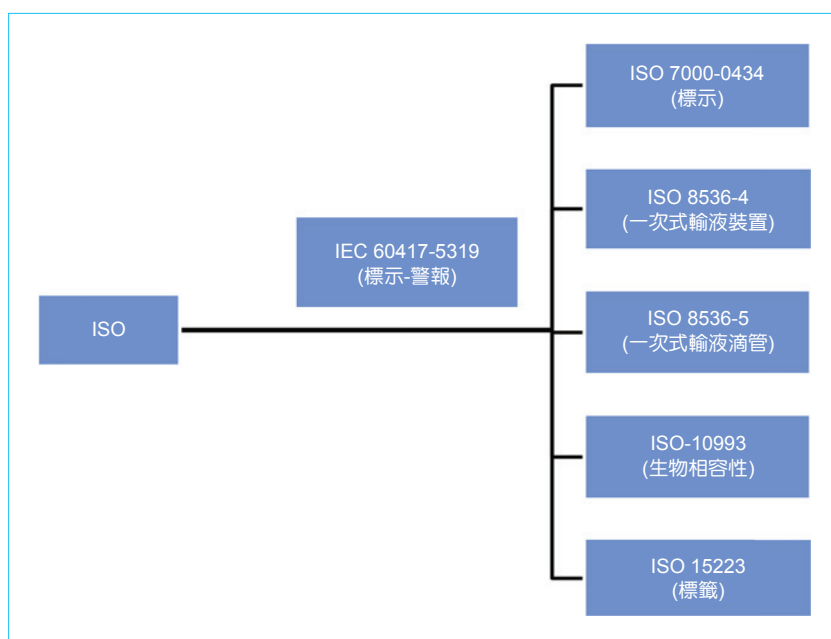 ISO
IEC 60417-5319
(標示-警報)
ISO 7000-0434
(標示)
ISO 8536-4
(一次式輸液裝置)
ISO 8536-5
(一次式輸液滴管)
ISO-10993
(生物相容性)
ISO 15223
(標籤)